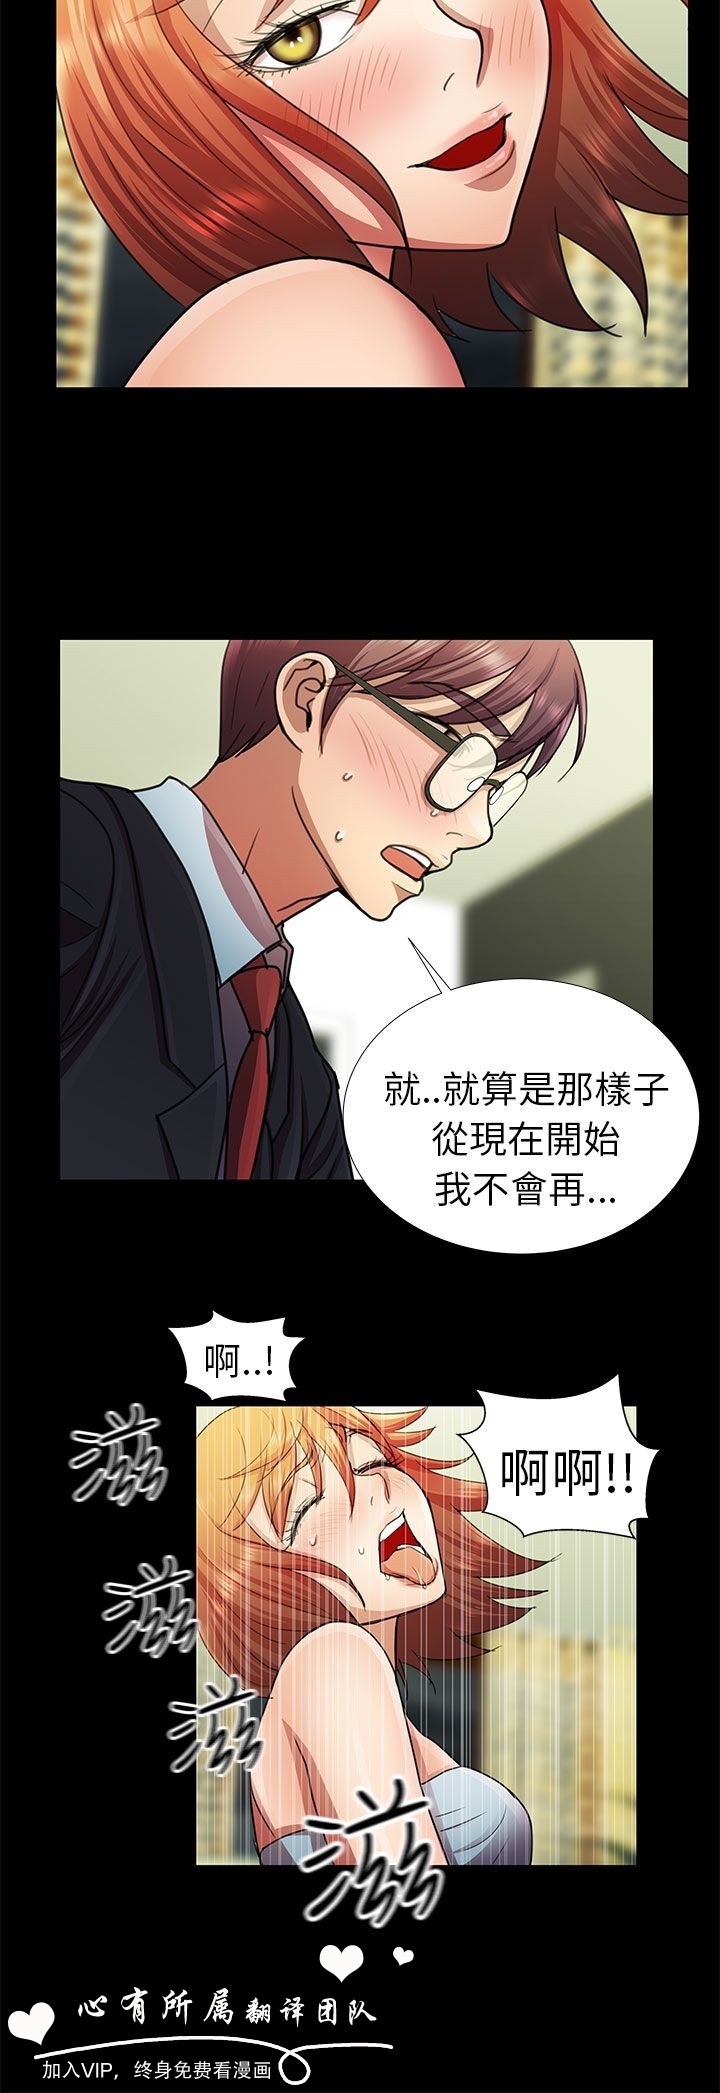 就..就算是那樣子
從現在開始
我不會再...
啊..!
啊啊!!
滋
滋
滋
滋
心有所属翻译团队
加入VIP，终身免费看漫画